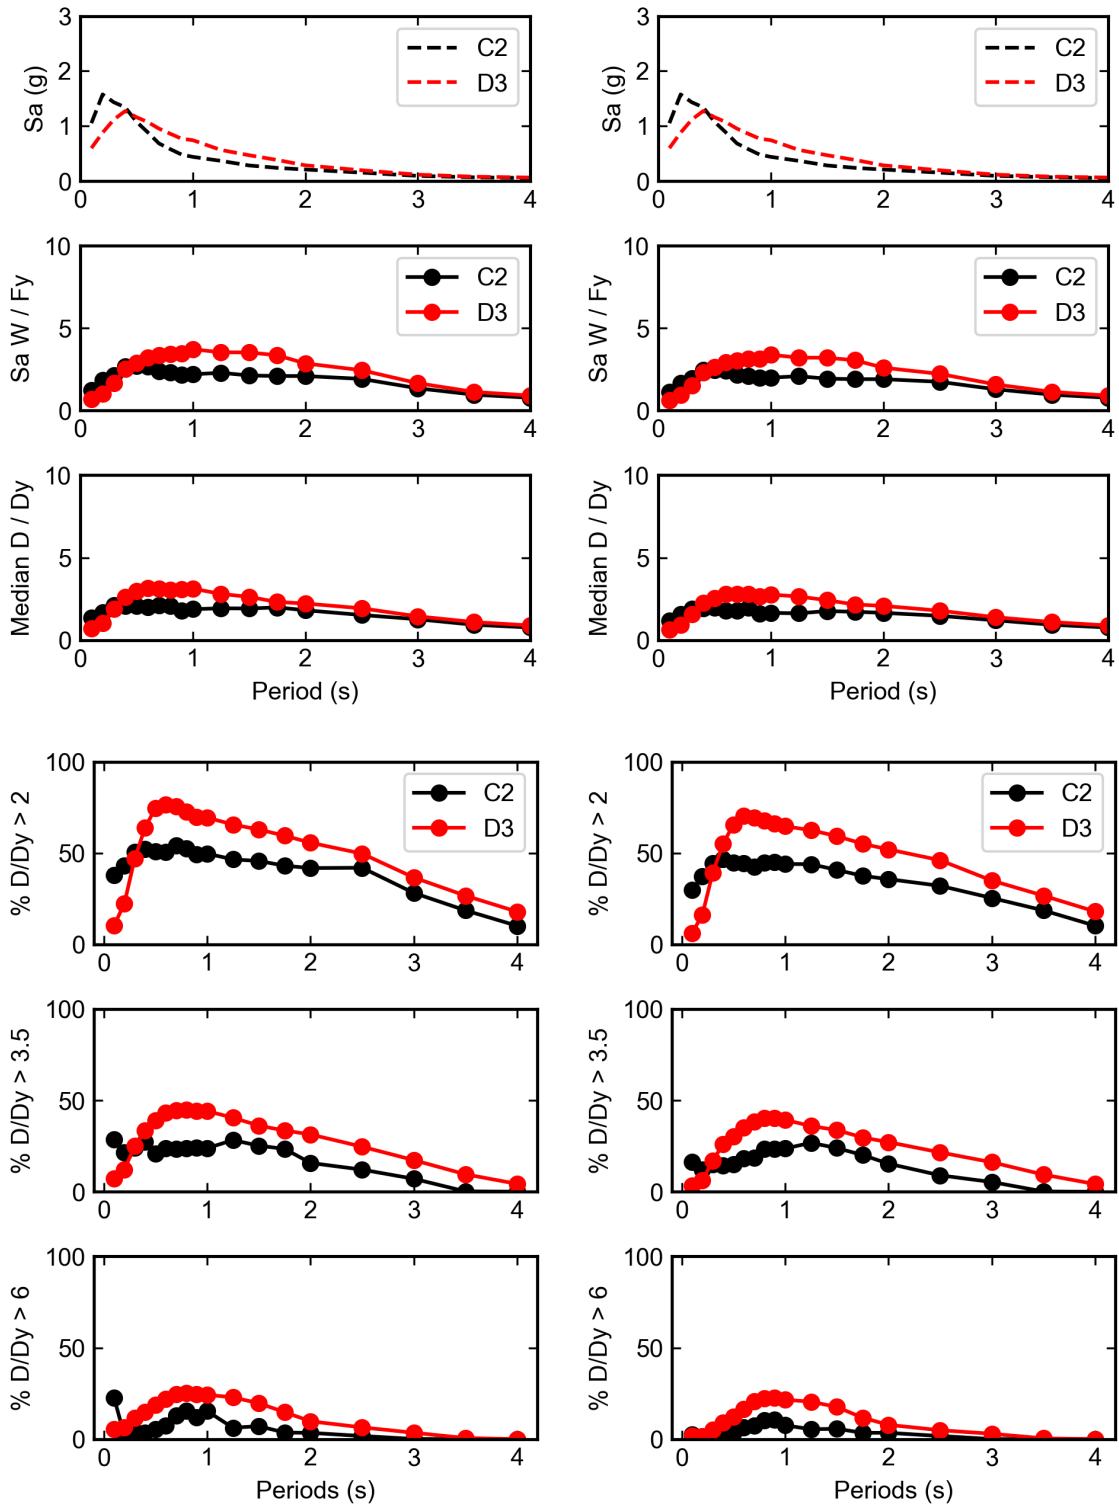 Sa (g)
3
2
1
0
C2
D3
0 1 2 3 4
Sa (g)
3
2
1
0
C2
D3
0 1 2 3 4
Sa W / Fy
10
5
0
C2
D3
0 1 2 3 4
Sa W / Fy
10
5
0
C2
D3
0 1 2 3 4
Median D / Dy
10
5
0
0 1 2 3 4
Period (s)
Median D / Dy
10
5
0
0 1 2 3 4
Period (s)
% D/Dy > 2
100
50
0
C2
D3
0 1 2 3 4
% D/Dy > 2
100
50
0
C2
D3
0 1 2 3 4
% D/Dy > 3.5
100
50
0
0 1 2 3 4
% D/Dy > 3.5
100
50
0
0 1 2 3 4
% D/Dy > 6
100
50
0
0 1 2 3 4
Periods (s)
% D/Dy > 6
100
50
0
0 1 2 3 4
Periods (s)